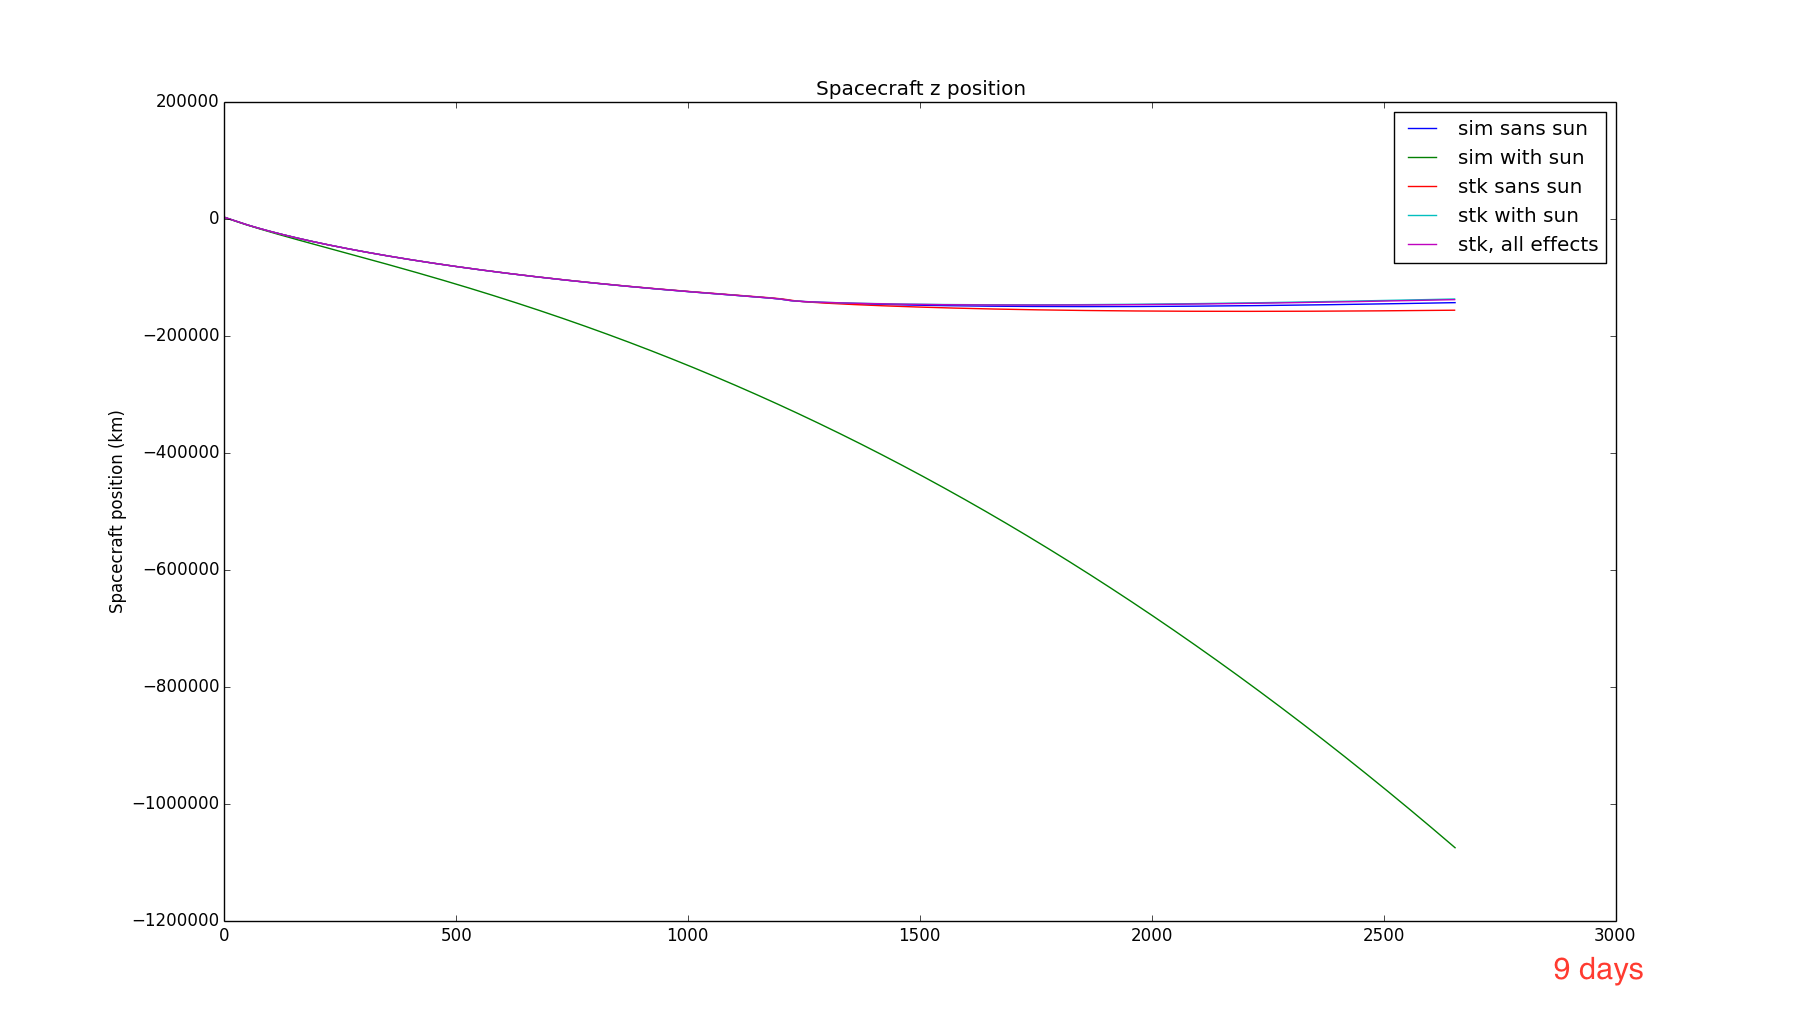 Spacecraft z position
200000
0
−200000
−400000
−600000
−800000
−1000000
−1200000
Spacecraft position (km)
sim sans sun
sim with sun
stk sans sun
stk with sun
stk, all effects
0 500 1000 1500 2000 2500 3000
9 days